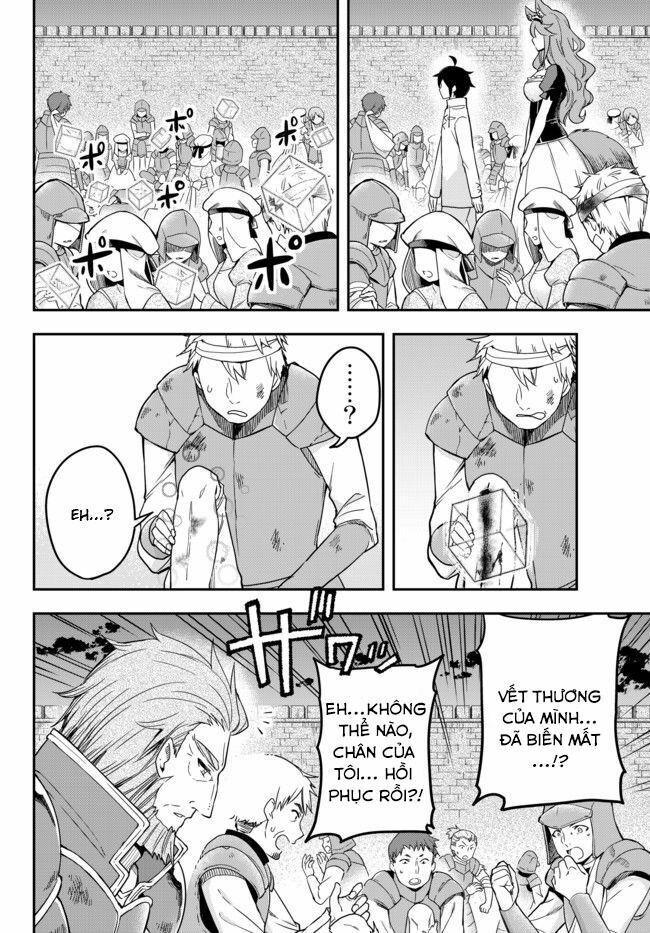 ポ
ポ
ポ
ポ
ポ
……?
EH...?
ザワッ
VẾT THƯƠNG
CỦA MÌNH...
ĐÃ BIẾN MẤT
...!?
EH...KHÔNG
THỂ NÀO,
CHÂN CỦA
TÔI... HỒI
PHỤC RỒI?!